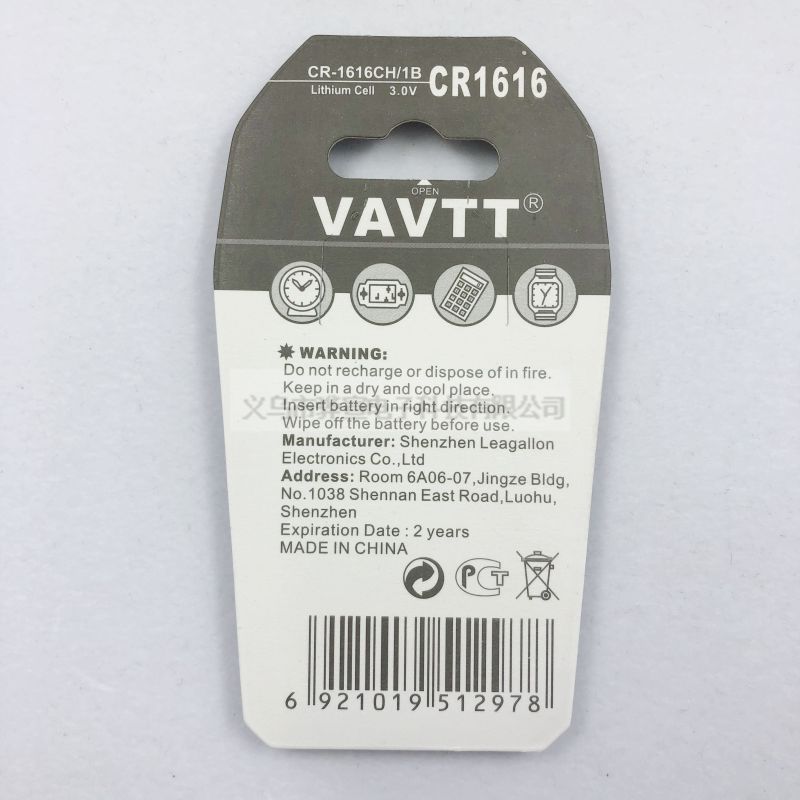 CR-1616CH/1B CR1616
Lithium Cell 3.0V
OPEN
VAVTT®
WARNING:
Do not recharge or dispose of in fire.
Keep in a dry and cool place.
Insert battery in right direction.
Wipe off the battery before use.
Manufacturer: Shenzhen Leagallon
Electronics Co.,Ltd
Address: Room 6A06-07,Jingze Bldg,
No.1038 Shennan East Road,Luohu,
Shenzhen
Expiration Date : 2 years
MADE IN CHINA
PCT
6 921019 512978